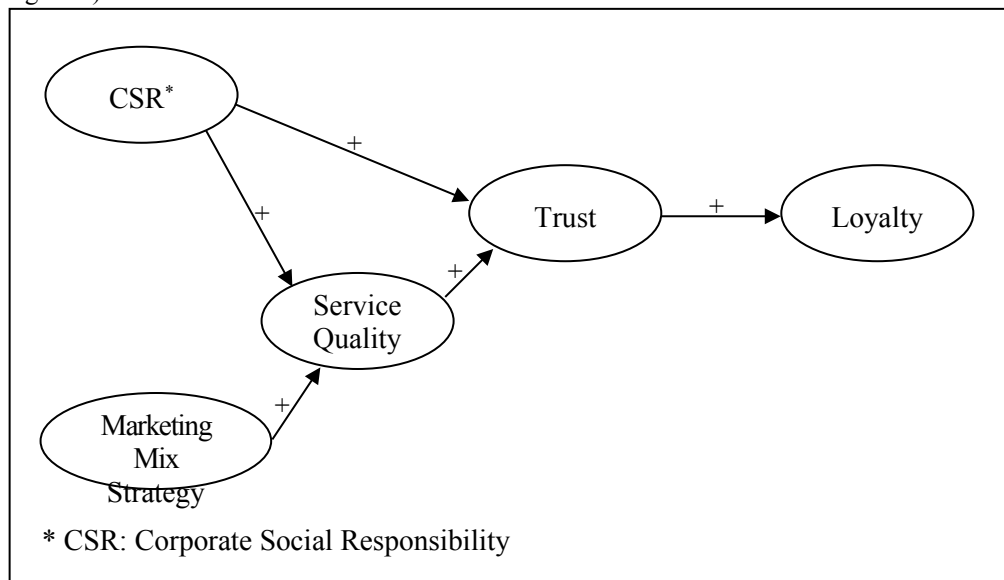 CSR*
+
+
Trust
+
Loyalty
+
Service
Quality
+
Marketing
Mix
Strategy
* CSR: Corporate Social Responsibility